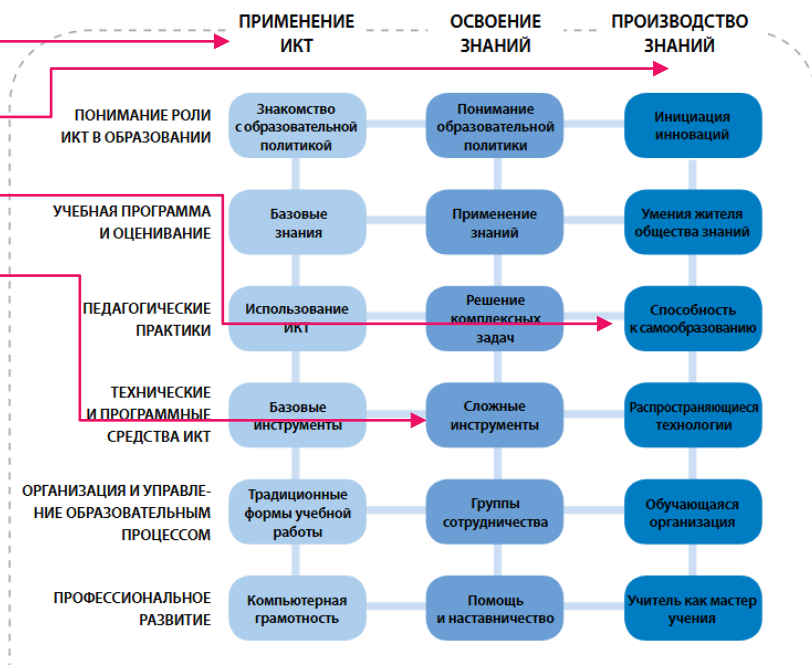 ПРИМЕНЕНИЕ
ИКТ
ОСВОЕНИЕ
ЗНАНИЙ
ПРОИЗВОДСТВО
ЗНАНИЙ
ПОНИМАНИЕ РОЛИ
ИКТ В ОБРАЗОВАНИИ
Знакомство
с образовательной
политикой
Понимание
образовательной
политики
Инициация
инноваций
УЧЕБНАЯ ПРОГРАММА
И ОЦЕНИВАНИЕ
Базовые
знания
Применение
знаний
Умения жителя
общества знаний
ПЕДАГОГИЧЕСКИЕ
ПРАКТИКИ
Использование
ИКТ
Решение
комплексных
задач
Способность
к самообразованию
ТЕХНИЧЕСКИЕ
И ПРОГРАММНЫЕ
СРЕДСТВА ИКТ
Базовые
инструменты
Сложные
инструменты
Распространяющиеся
технологии
ОРГАНИЗАЦИЯ И УПРАВЛЕ-
НИЕ ОБРАЗОВАТЕЛЬНЫМ
ПРОЦЕССОМ
Традиционные
формы учебной
работы
Группы
сотрудничества
Обучающаяся
организация
ПРОФЕССИОНАЛЬНОЕ
РАЗВИТИЕ
Компьютерная
грамотность
Помощь
и наставничество
Учитель как мастер
учения